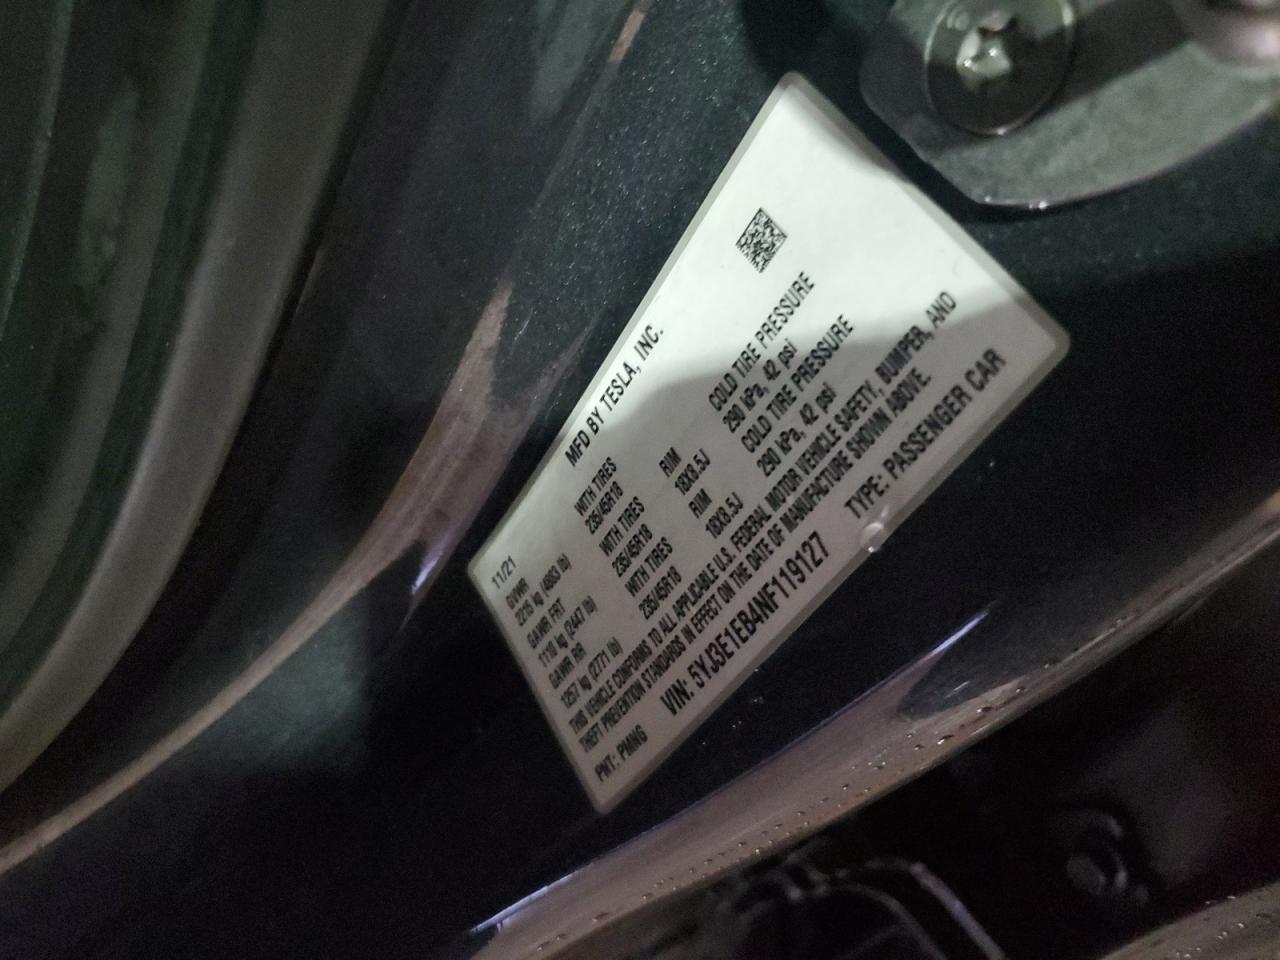 MFD BY TESLA, INC.
11/21
GVWR
2215 kg (4883 lb)
GAWR FRT WITH TIRES RIM COLD TIRE PRESSURE
1110 kg (2447 lb) 235/45R18 18X8.5J 290 kPa, 42 psi
GAWR RR WITH TIRES RIM COLD TIRE PRESSURE
1257 kg (2771 lb) 235/45R18 18X8.5J 290 kPa, 42 psi
WITH TIRES
235/45R18
THIS VEHICLE CONFORMS TO ALL APPLICABLE U.S. FEDERAL MOTOR VEHICLE SAFETY, BUMPER, AND
THEFT PREVENTION STANDARDS IN EFFECT ON THE DATE OF MANUFACTURE SHOWN ABOVE.
VIN: 5YJ3E1EB4NF119127 TYPE: PASSENGER CAR
PNT: PMNG